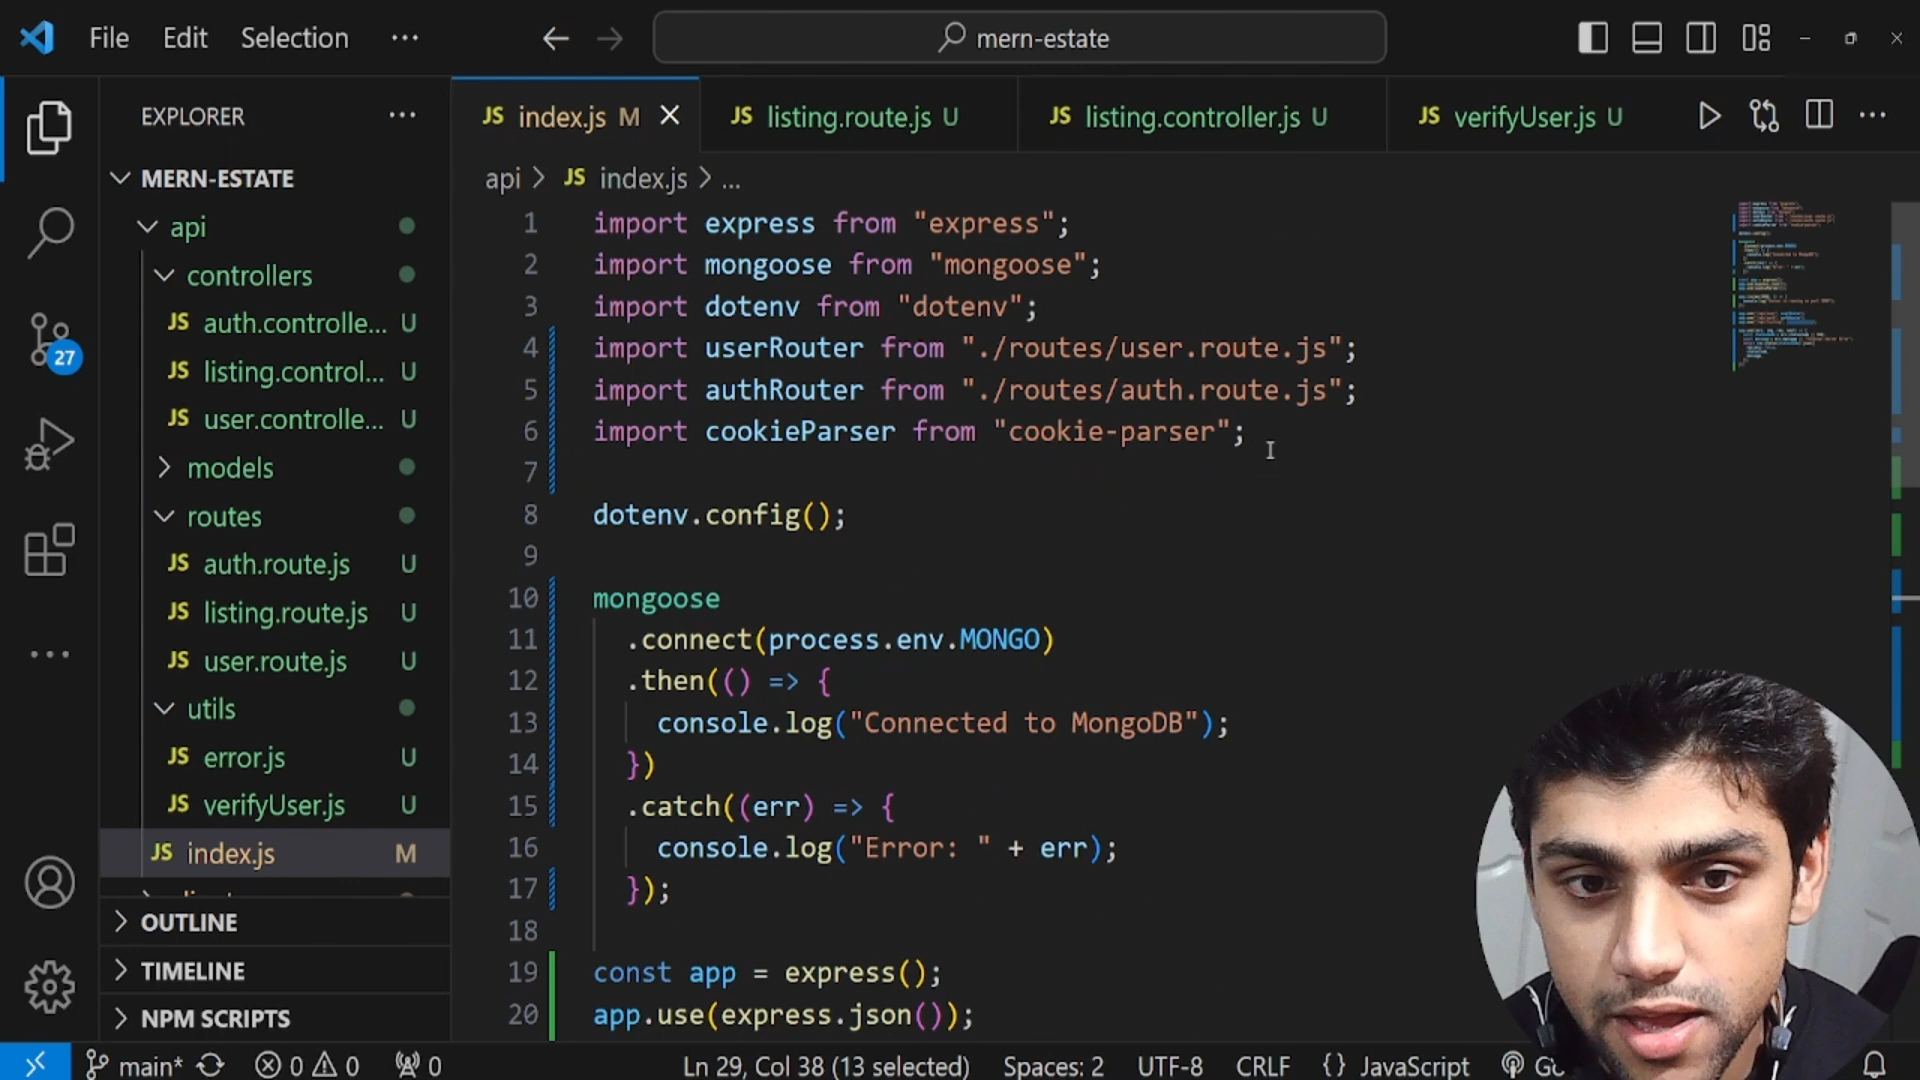 File Edit Selection ··· mern-estate
EXPLORER ···
JS index.js M
JS listing.route.js U
JS listing.controller.js U
JS verifyUser.js U
MERN-ESTATE
api
controllers
JS auth.controlle... U
JS listing.control... U
JS user.controlle... U
models
routes
JS auth.route.js U
JS listing.route.js U
JS user.route.js U
utils
JS error.js U
JS verifyUser.js U
JS index.js M
OUTLINE
TIMELINE
NPM SCRIPTS
27
api > JS index.js > ...
1 import express from "express";
2 import mongoose from "mongoose";
3 import dotenv from "dotenv";
4 import userRouter from "./routes/user.route.js";
5 import authRouter from "./routes/auth.route.js";
6 import cookieParser from "cookie-parser";
7
8 dotenv.config();
9
10 mongoose
11 .connect(process.env.MONGO)
12 .then(() => {
13 console.log("Connected to MongoDB");
14 })
15 .catch((err) => {
16 console.log("Error: " + err);
17 });
18
19 const app = express();
20 app.use(express.json());
main* 0 0 0 Ln 29, Col 38 (13 selected) Spaces: 2 UTF-8 CRLF {} JavaScript